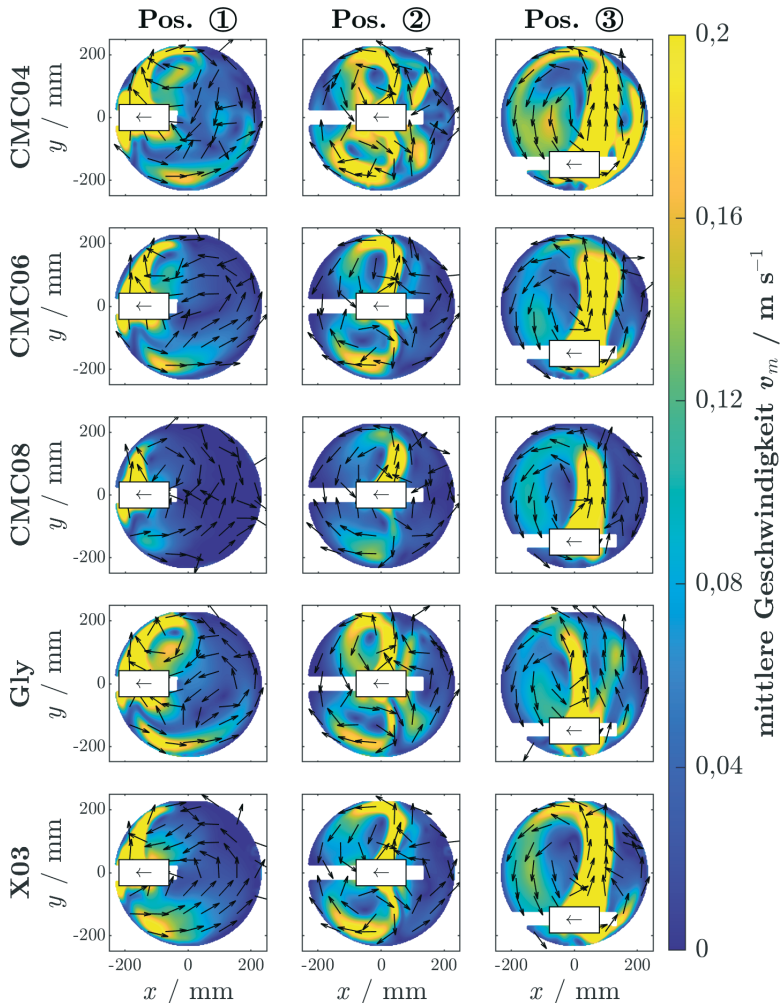 Pos. ① Pos. ② Pos. ③
CMC04
y / mm
200
0
-200
CMC06
y / mm
200
0
-200
CMC08
y / mm
200
0
-200
Gly
y / mm
200
0
-200
X03
y / mm
200
0
-200
-200 0 200 -200 0 200 -200 0 200
x / mm x / mm x / mm
0,2
0,16
0,12
0,08
0,04
0
mittlere Geschwindigkeit v_m / m s⁻¹